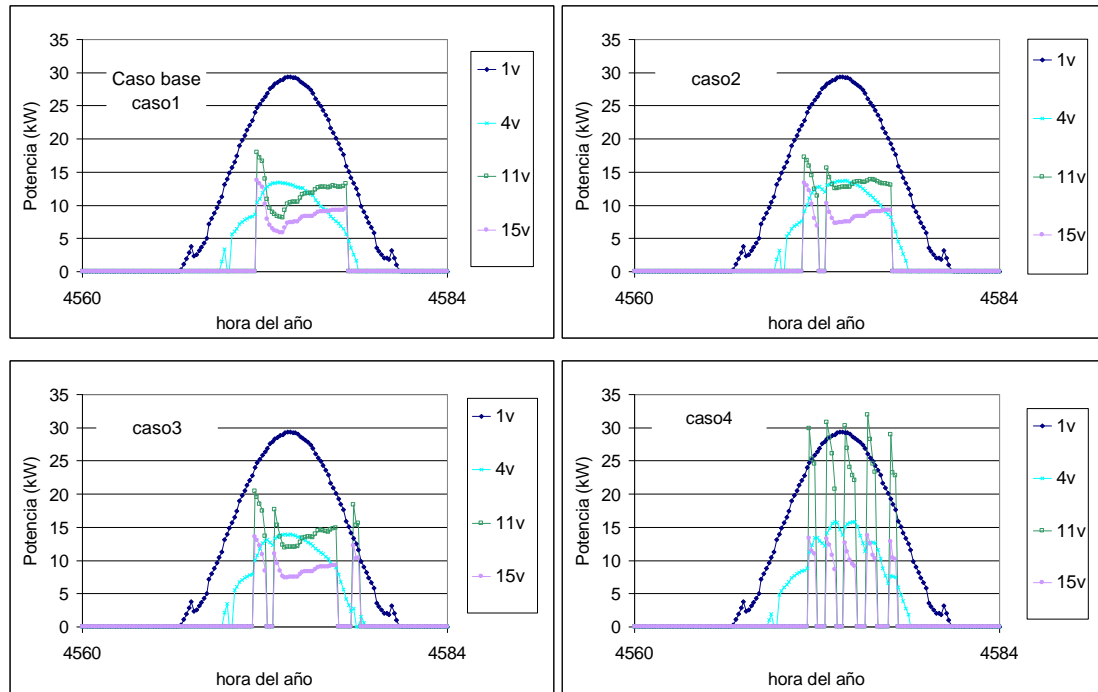 35
30
25
20
15
10
5
0
Potencia (kW)
Caso base
caso1
4560
4584
hora del año
1v
4v
11v
15v
35
30
25
20
15
10
5
0
Potencia (kW)
caso2
4560
4584
hora del año
1v
4v
11v
15v
35
30
25
20
15
10
5
0
Potencia (kW)
caso3
4560
4584
hora del año
1v
4v
11v
15v
35
30
25
20
15
10
5
0
Potencia (kW)
caso4
4560
4584
hora del año
1v
4v
11v
15v